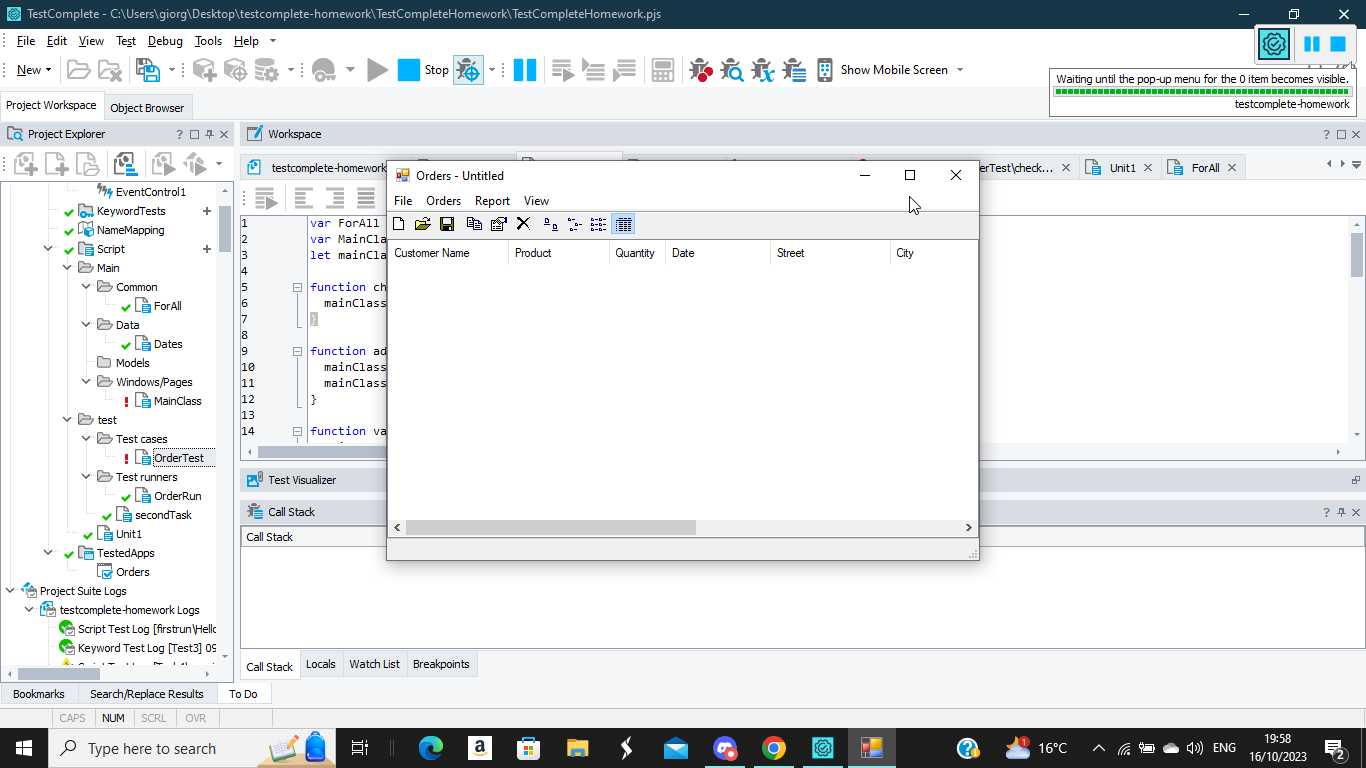 TestComplete - C:\Users\giorg\Desktop\testcomplete-homework\TestCompleteHomework\TestCompleteHomework.pjs
File Edit View Test Debug Tools Help
New Stop Show Mobile Screen
Waiting until the pop-up menu for the 0 item becomes visible.
testcomplete-homework
Project Workspace Object Browser
Project Explorer
Workspace
testcomplete-homework
erTest\check...
Unit1
ForAll
EventControl1
KeywordTests
NameMapping
Script
Main
Common
ForAll
Data
Dates
Models
Windows/Pages
MainClass
test
Test cases
OrderTest
Test runners
OrderRun
secondTask
Unit1
TestedApps
Orders
Project Suite Logs
testcomplete-homework Logs
Script Test Log [firstrun\Hello
Keyword Test Log [Test3] 09
1 var ForAll
2 var MainCla
3 let mainCla
4
5 function ch
6 mainClass
7 }
8
9 function ad
10 mainClass
11 mainClass
12 }
13
14 function va
Orders - Untitled
File Orders Report View
Customer Name Product Quantity Date Street City
Test Visualizer
Call Stack
Call Stack
Call Stack Locals Watch List Breakpoints
Bookmarks Search/Replace Results To Do
CAPS NUM SCRL OVR
Type here to search
16°C
ENG
19:58
16/10/2023
2